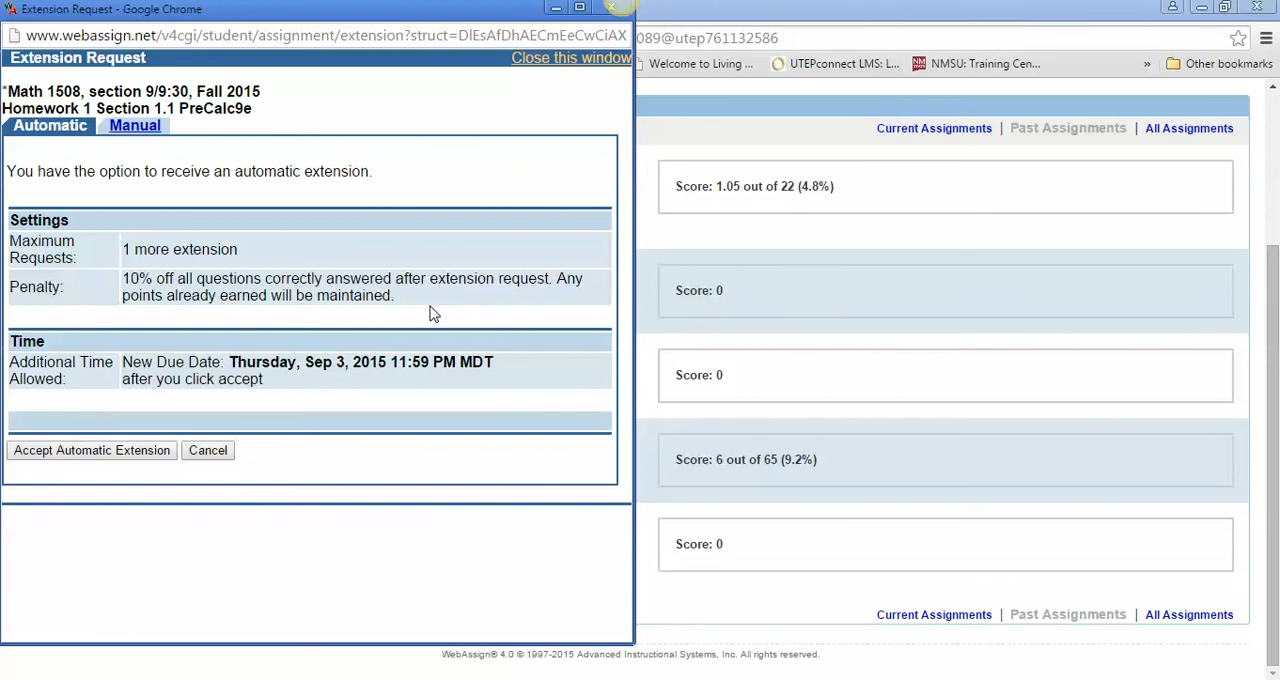 Extension Request - Google Chrome
www.webassign.net/v4cgi/student/assignment/extension?struct=DlEsAfDhAECmEeCwCiAX
089@utep761132586
Extension Request
Close this window
Welcome to Living ...
UTEPconnect LMS: L...
NMSU: Training Cen...
»
Other bookmarks
*Math 1508, section 9/9:30, Fall 2015
Homework 1 Section 1.1 PreCalc9e
Automatic
Manual
You have the option to receive an automatic extension.
Settings
Maximum
Requests:
1 more extension
Penalty:
10% off all questions correctly answered after extension request. Any
points already earned will be maintained.
Time
Additional Time
Allowed:
New Due Date: Thursday, Sep 3, 2015 11:59 PM MDT
after you click accept
Accept Automatic Extension
Cancel
Current Assignments | Past Assignments | All Assignments
Score: 1.05 out of 22 (4.8%)
Score: 0
Score: 0
Score: 6 out of 65 (9.2%)
Score: 0
Current Assignments | Past Assignments | All Assignments
WebAssign® 4.0 © 1997-2015 Advanced Instructional Systems, Inc. All rights reserved.